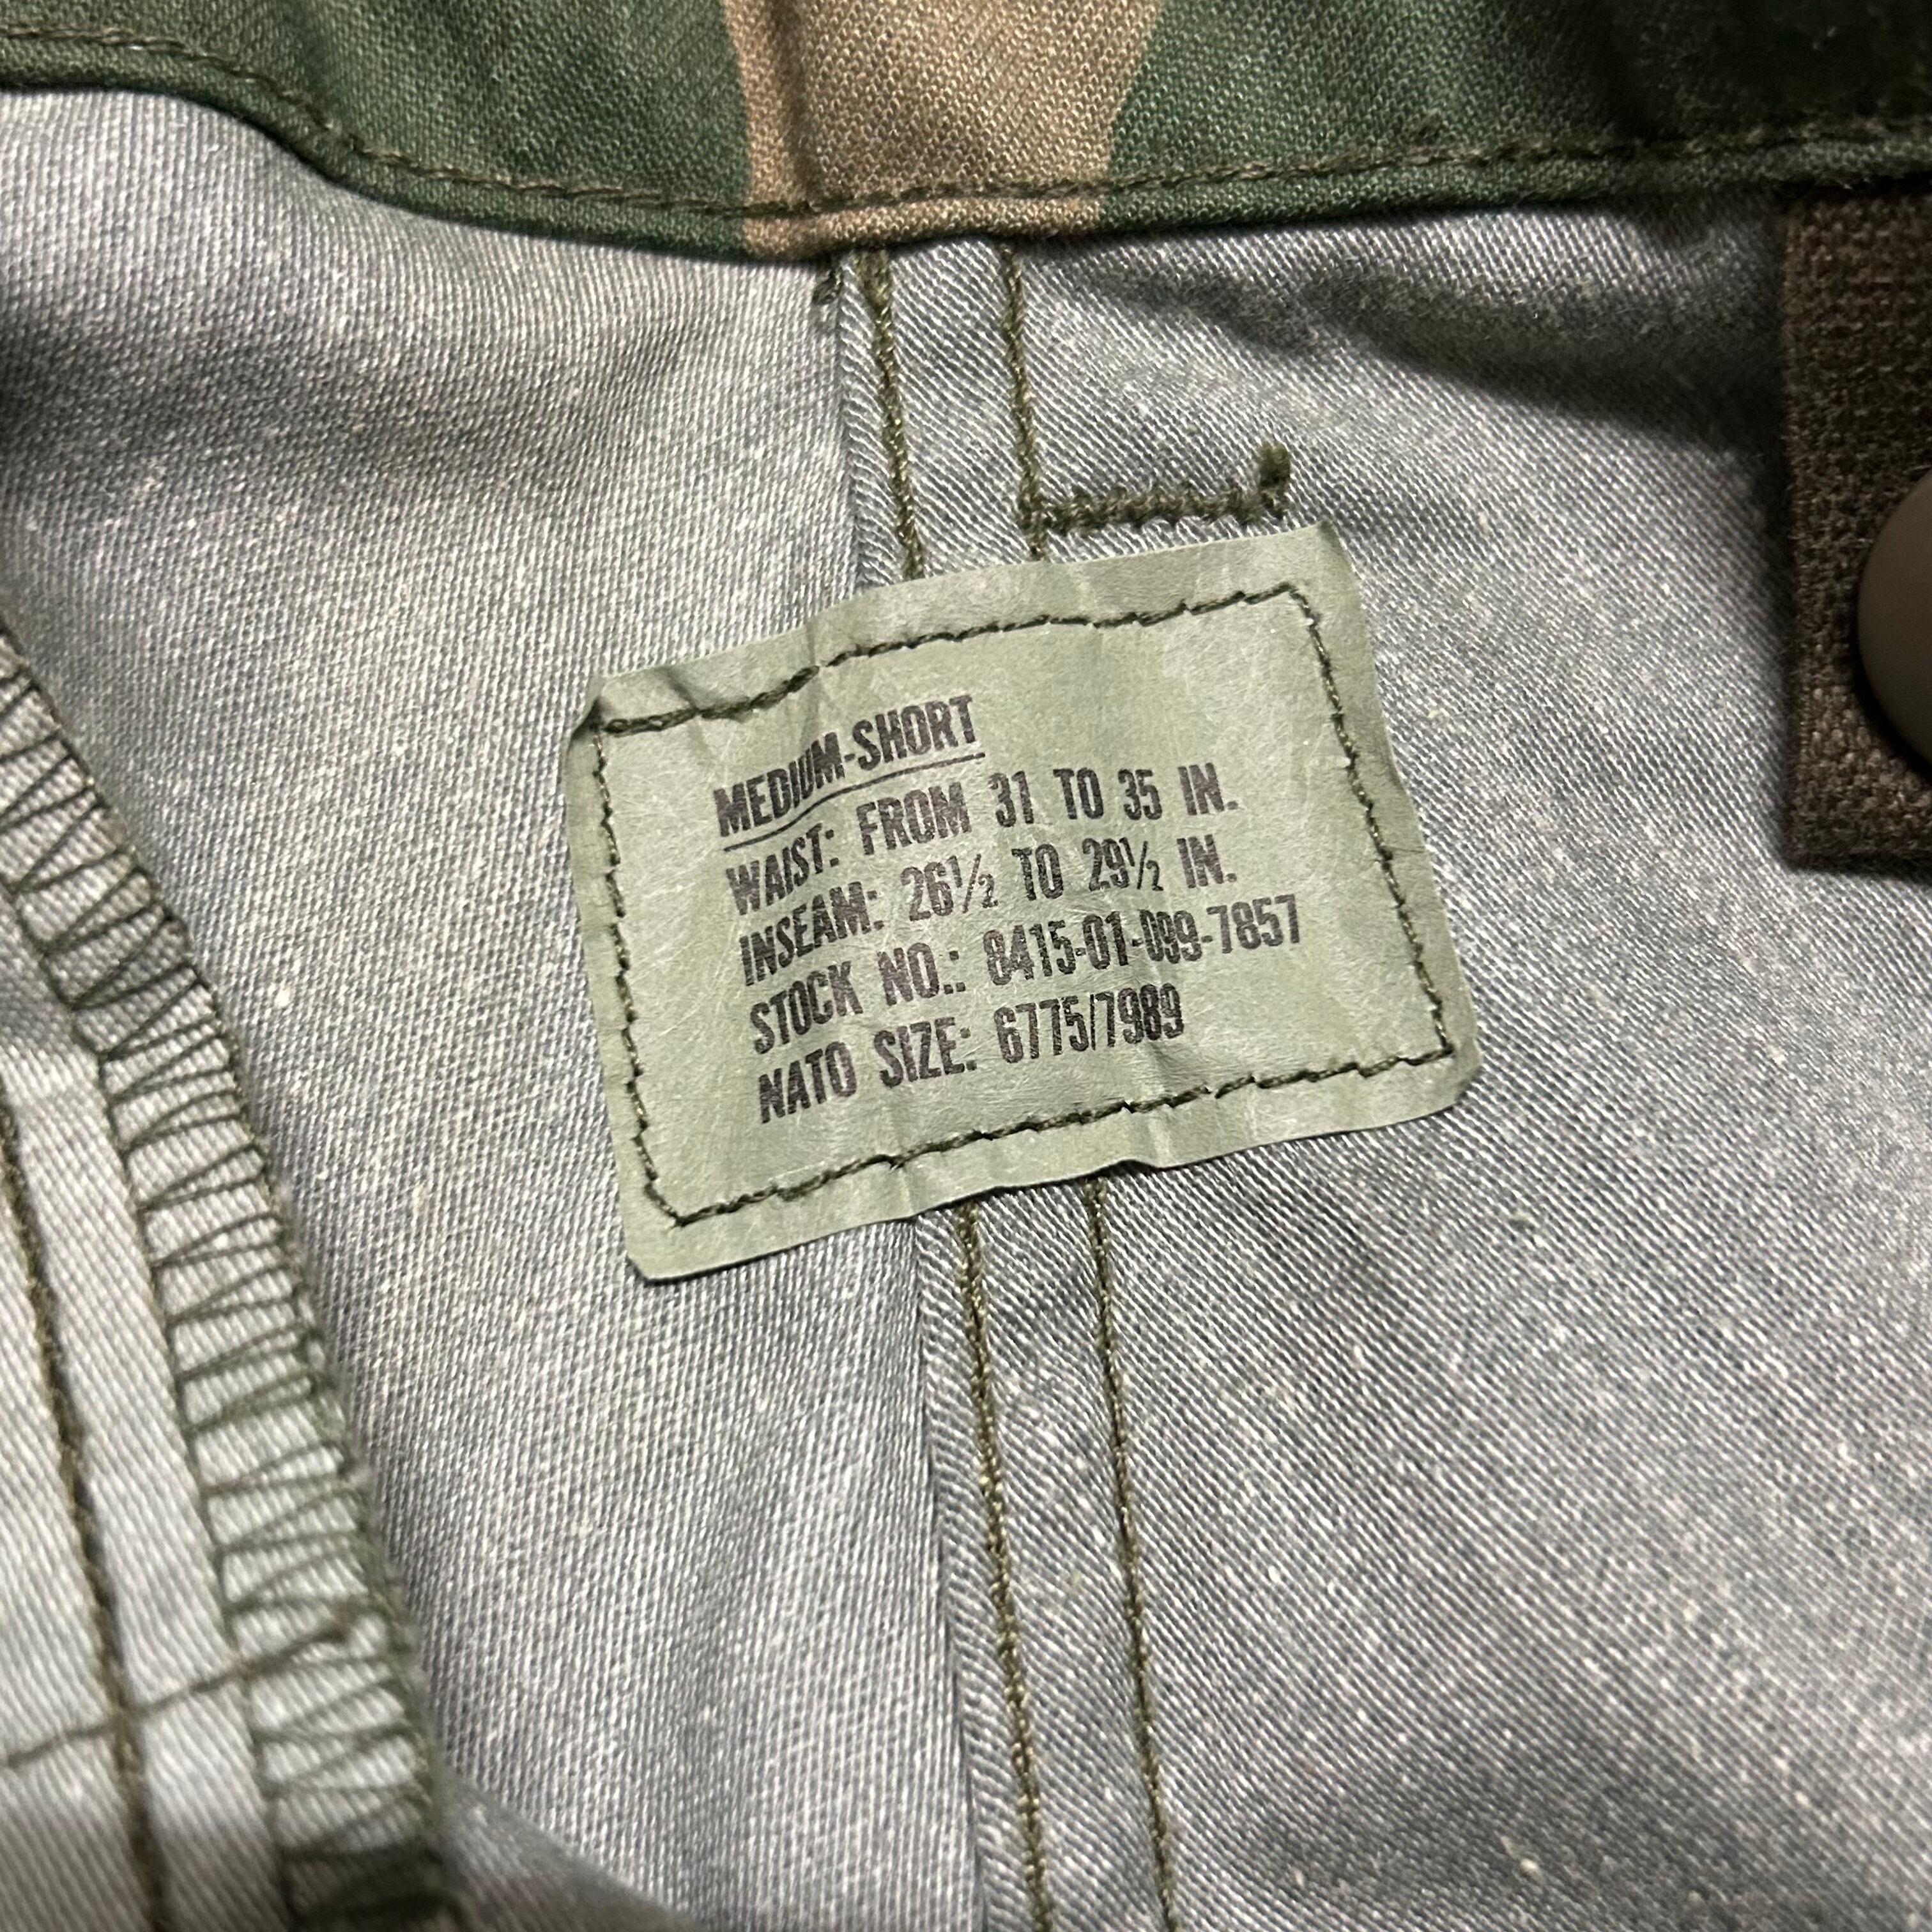 MEDIUM-SHORT
WAIST: FROM 31 TO 35 IN.
INSEAM: 26½ TO 29½ IN.
STOCK NO.: 8415-01-099-7857
NATO SIZE: 6775/7989